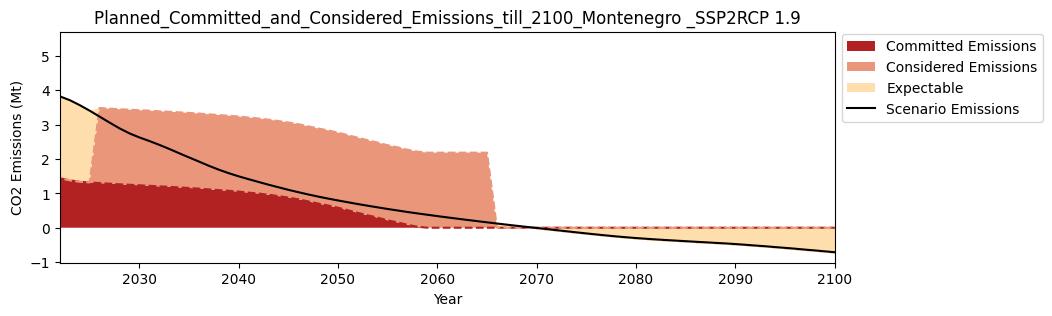 Planned_Committed_and_Considered_Emissions_till_2100_Montenegro _SSP2RCP 1.9
Committed Emissions
Considered Emissions
Expectable
Scenario Emissions
CO2 Emissions (Mt)
5
4
3
2
1
0
−1
2030 2040 2050 2060 2070 2080 2090 2100
Year